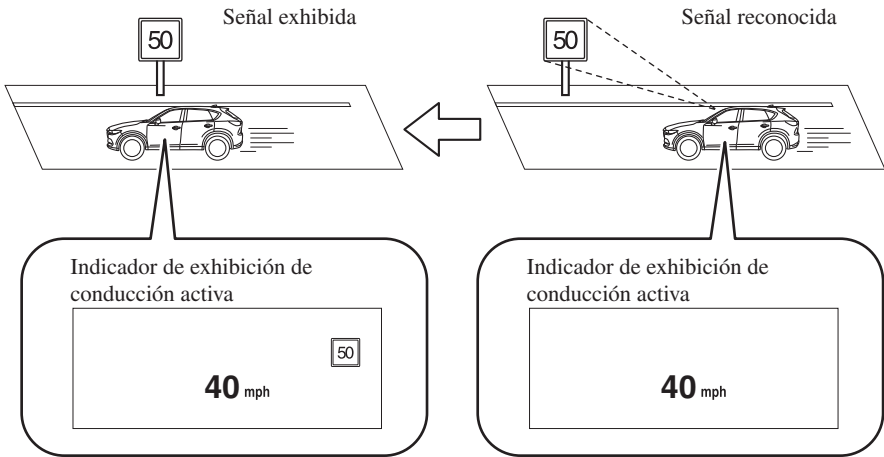 Señal exhibida
50
Indicador de exhibición de
conducción activa
50
40 mph
Señal reconocida
50
Indicador de exhibición de
conducción activa
40 mph